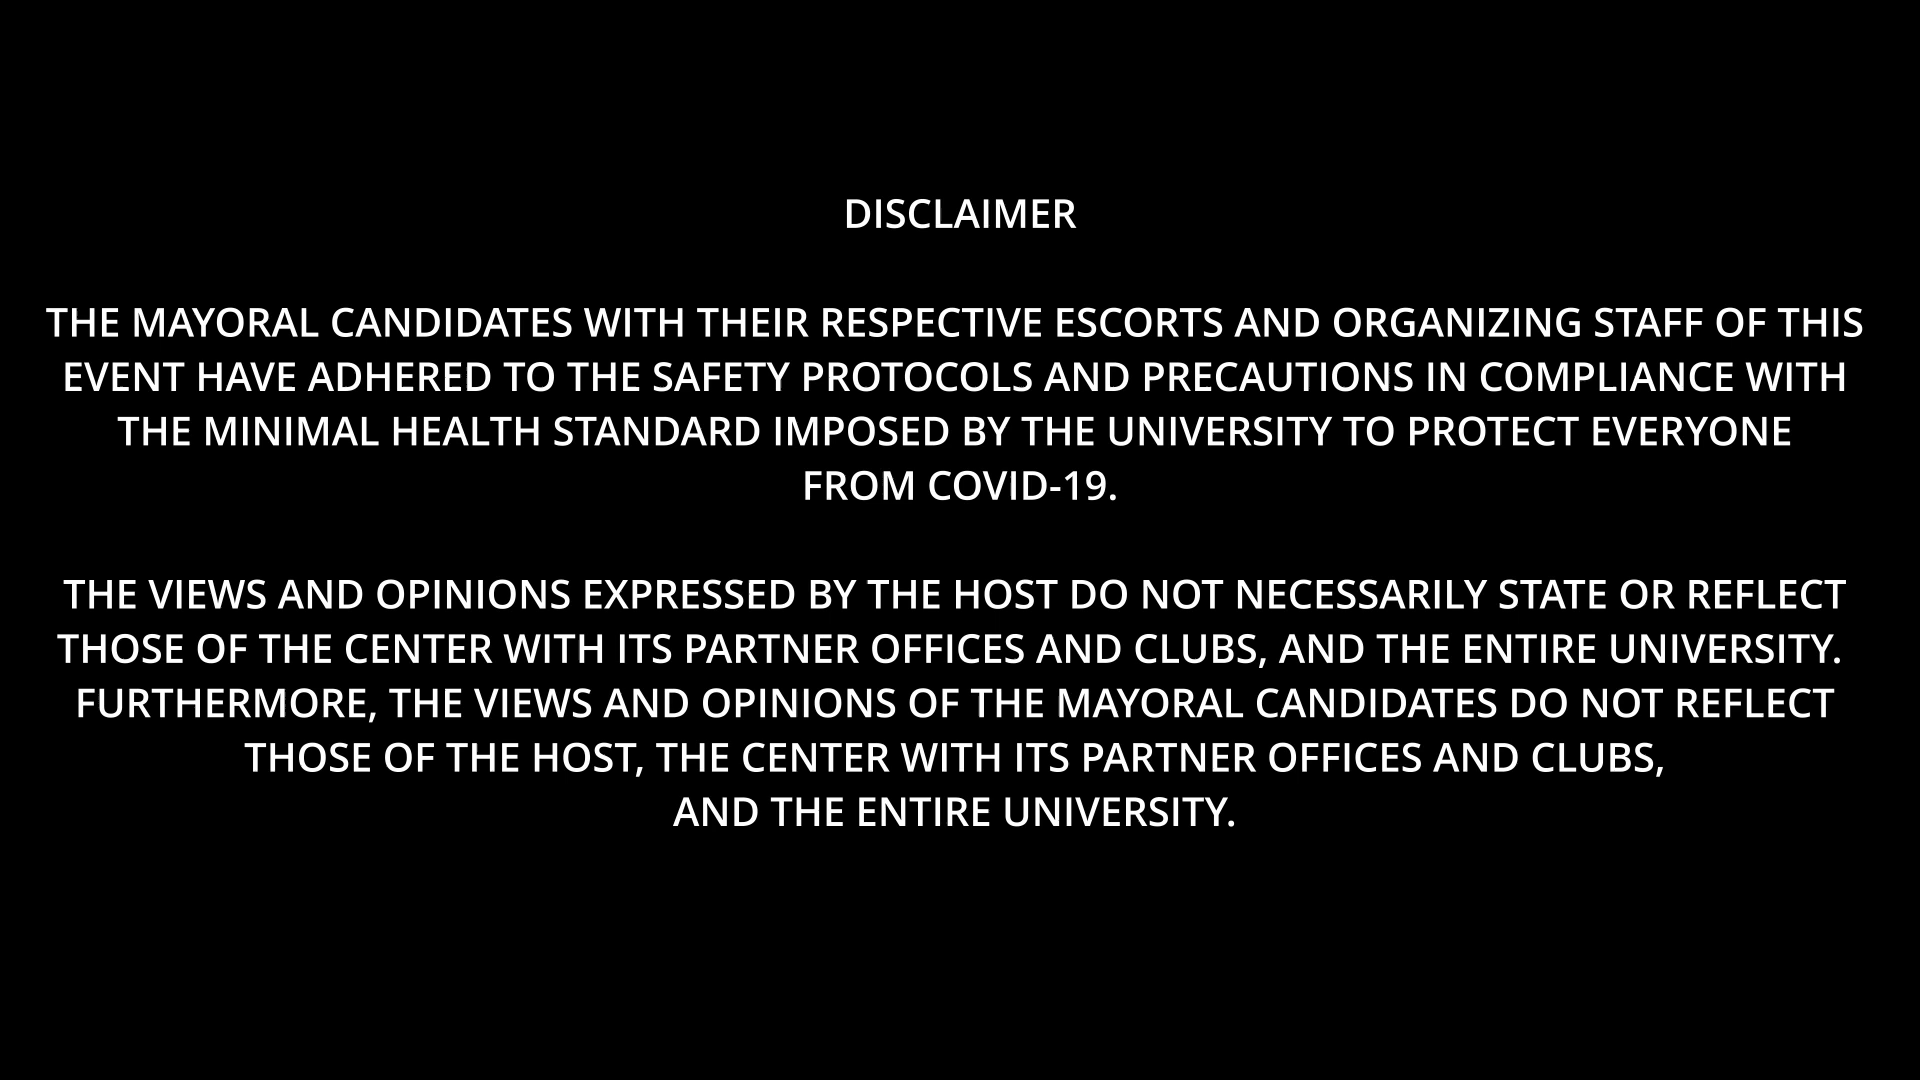 DISCLAIMER
THE MAYORAL CANDIDATES WITH THEIR RESPECTIVE ESCORTS AND ORGANIZING STAFF OF THIS
EVENT HAVE ADHERED TO THE SAFETY PROTOCOLS AND PRECAUTIONS IN COMPLIANCE WITH
THE MINIMAL HEALTH STANDARD IMPOSED BY THE UNIVERSITY TO PROTECT EVERYONE
FROM COVID-19.
THE VIEWS AND OPINIONS EXPRESSED BY THE HOST DO NOT NECESSARILY STATE OR REFLECT
THOSE OF THE CENTER WITH ITS PARTNER OFFICES AND CLUBS, AND THE ENTIRE UNIVERSITY.
FURTHERMORE, THE VIEWS AND OPINIONS OF THE MAYORAL CANDIDATES DO NOT REFLECT
THOSE OF THE HOST, THE CENTER WITH ITS PARTNER OFFICES AND CLUBS,
AND THE ENTIRE UNIVERSITY.